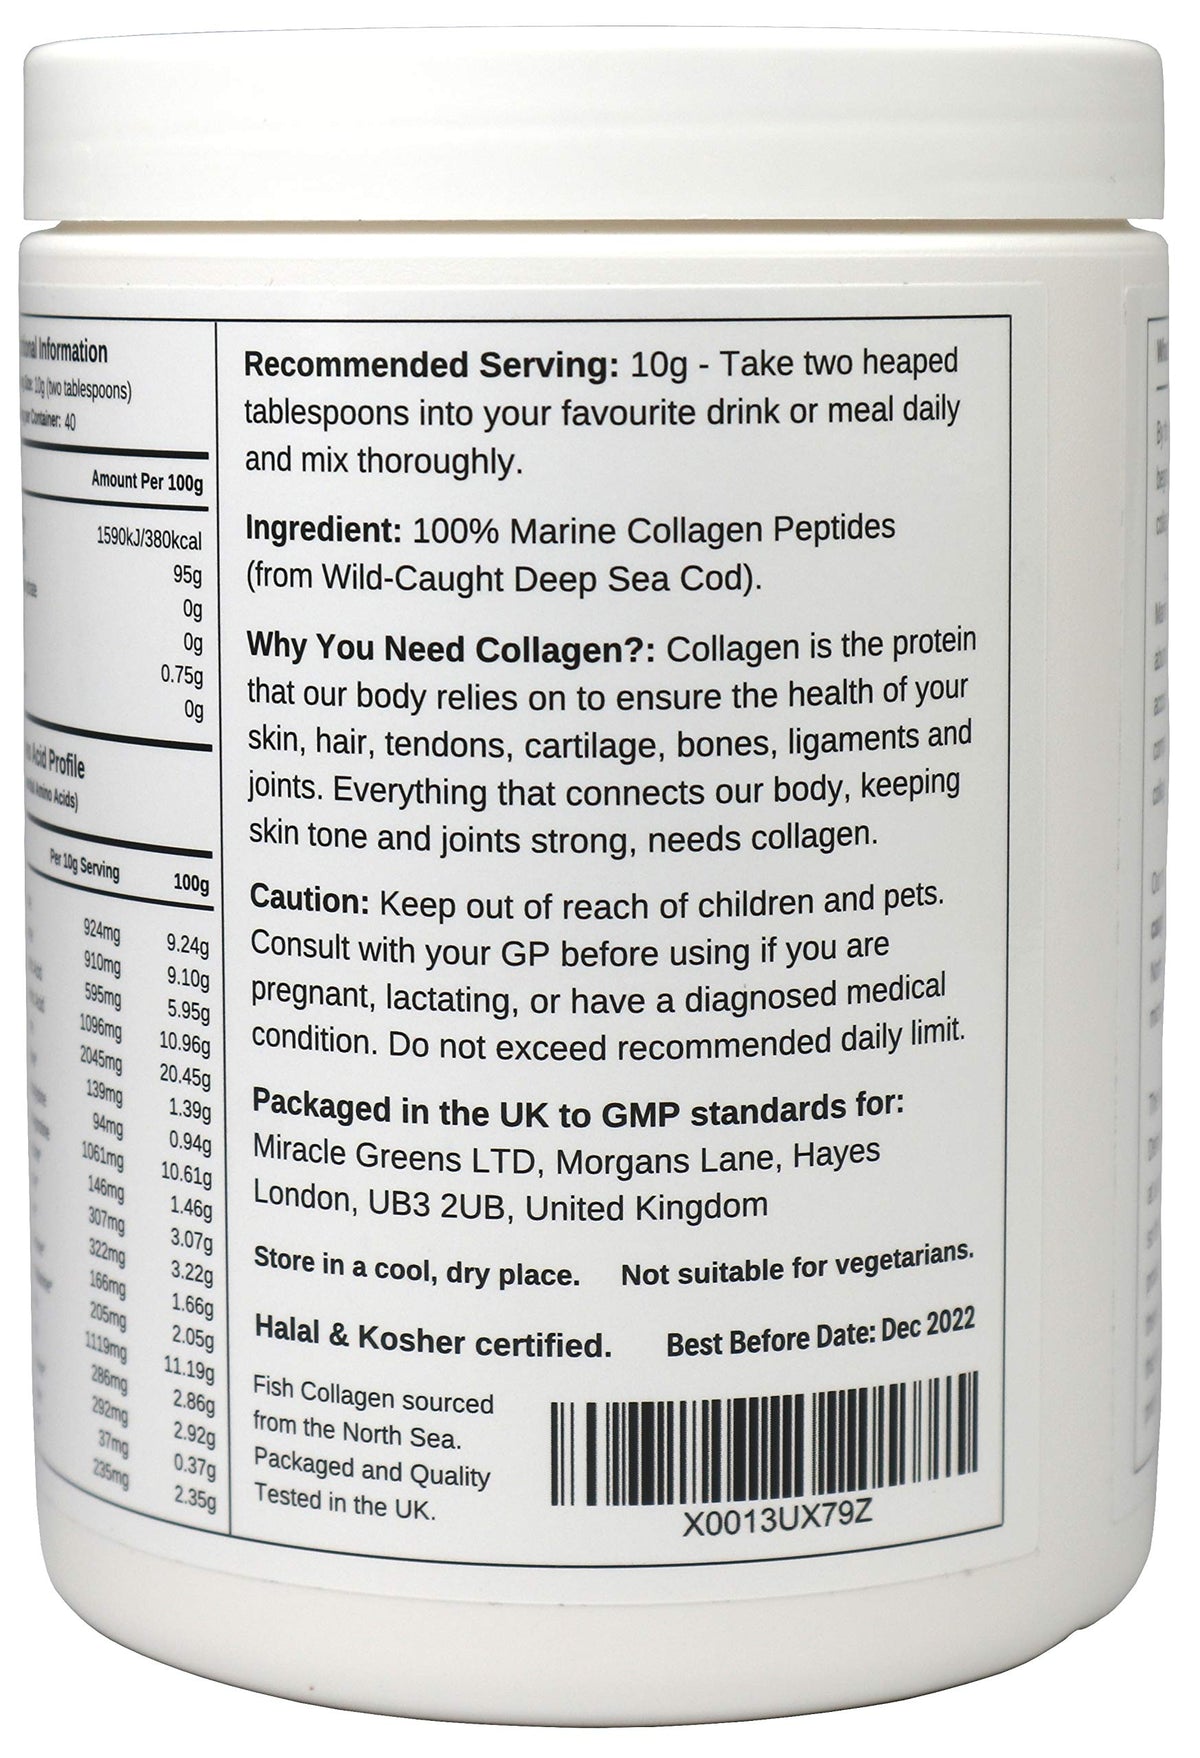 Information
10g (two tablespoons)
Container: 40
Amount Per 100g
1590kJ/380kcal
95g
0g
0g
0.75g
0g
Acid Profile
Amino Acids)
Per 10g Serving 100g
924mg 9.24g
910mg 9.10g
595mg 5.95g
1096mg 10.96g
2045mg 20.45g
139mg 1.39g
94mg 0.94g
1061mg 10.61g
146mg 1.46g
307mg 3.07g
322mg 3.22g
166mg 1.66g
205mg 2.05g
1119mg 11.19g
286mg 2.86g
292mg 2.92g
37mg 0.37g
235mg 2.35g
Recommended Serving: 10g - Take two heaped
tablespoons into your favourite drink or meal daily
and mix thoroughly.
Ingredient: 100% Marine Collagen Peptides
(from Wild-Caught Deep Sea Cod).
Why You Need Collagen?: Collagen is the protein
that our body relies on to ensure the health of your
skin, hair, tendons, cartilage, bones, ligaments and
joints. Everything that connects our body, keeping
skin tone and joints strong, needs collagen.
Caution: Keep out of reach of children and pets.
Consult with your GP before using if you are
pregnant, lactating, or have a diagnosed medical
condition. Do not exceed recommended daily limit.
Packaged in the UK to GMP standards for:
Miracle Greens LTD, Morgans Lane, Hayes
London, UB3 2UB, United Kingdom
Store in a cool, dry place. Not suitable for vegetarians.
Halal & Kosher certified. Best Before Date: Dec 2022
Fish Collagen sourced
from the North Sea.
Packaged and Quality
Tested in the UK.
X0013UX79Z